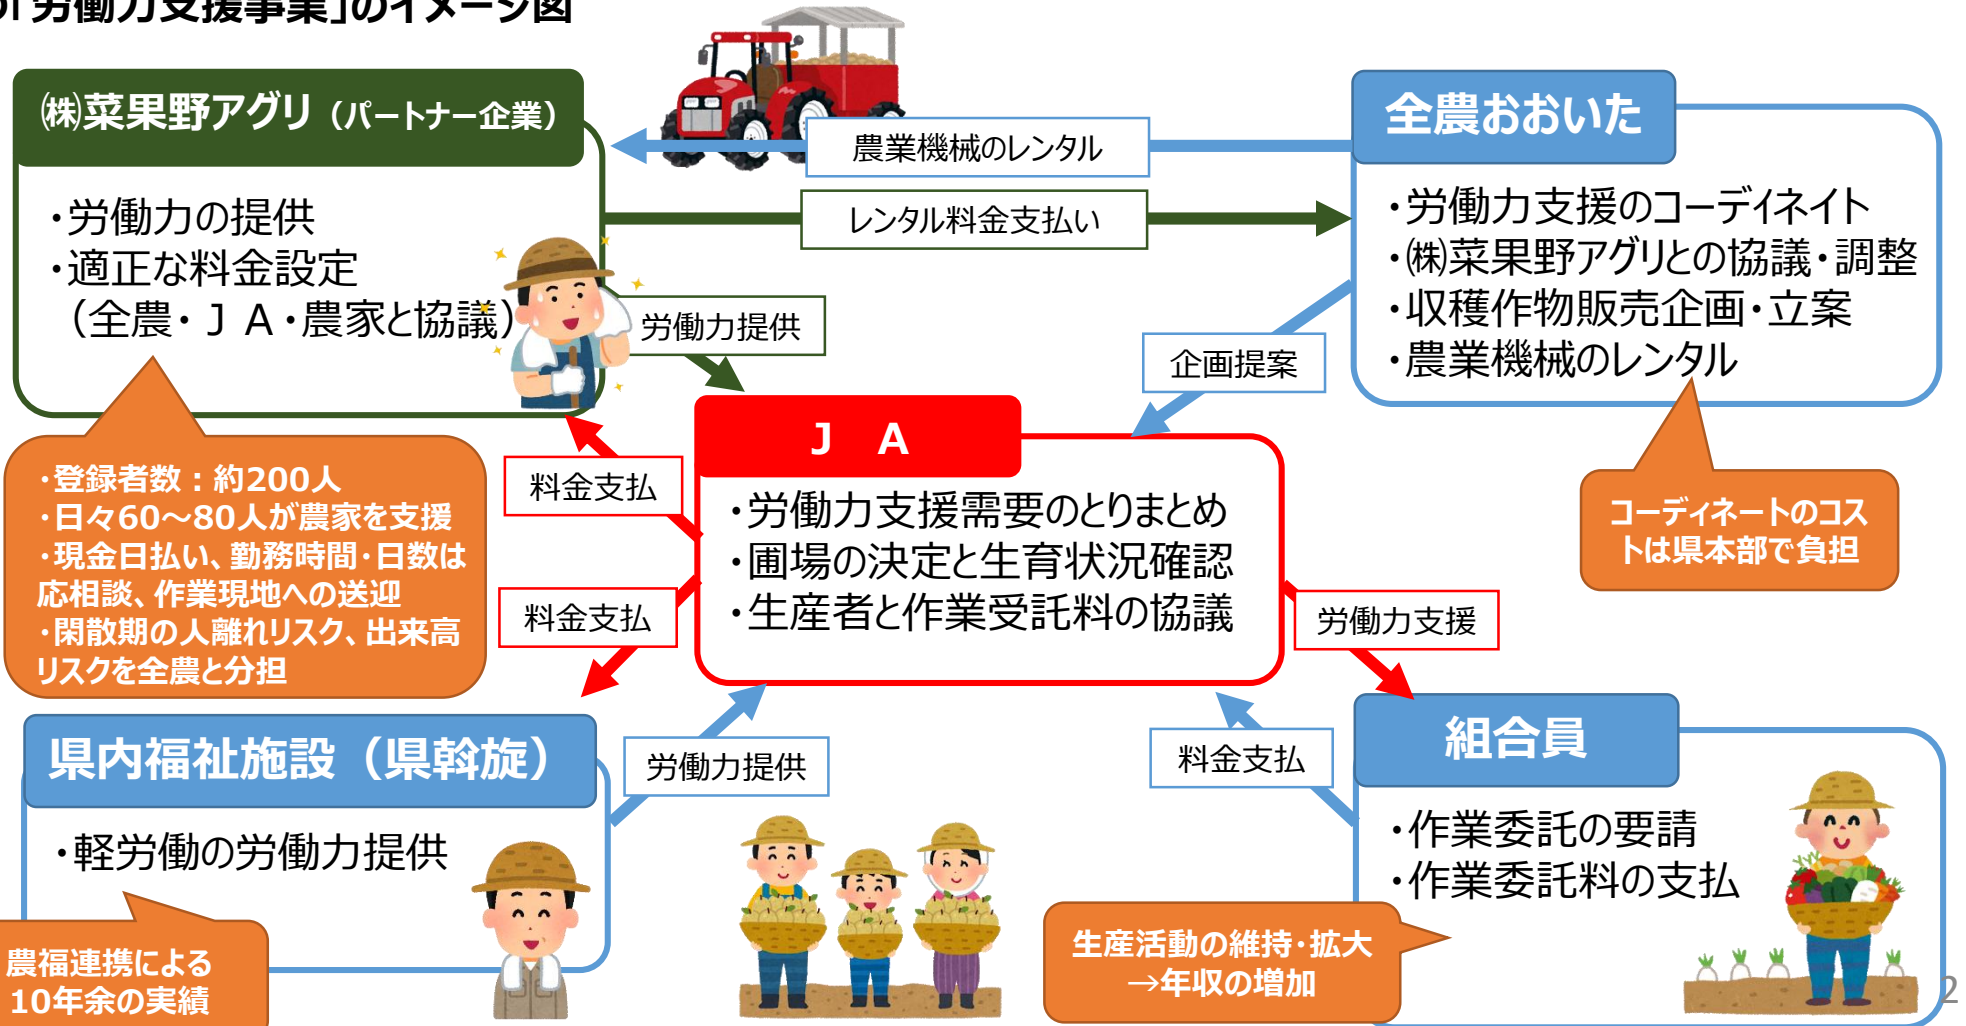 「労働力支援事業」のイメージ図
㈱菜果野アグリ（パートナー企業）
・労働力の提供
・適正な料金設定
（全農・ＪＡ・農家と協議）
農業機械のレンタル
レンタル料金支払い
全農おおいた
・労働力支援のコーディネイト
・㈱菜果野アグリとの協議・調整
・収穫作物販売企画・立案
・農業機械のレンタル
労働力提供
企画提案
・登録者数：約200人
・日々60～80人が農家を支援
・現金日払い、勤務時間・日数は
応相談、作業現地への送迎
・閑散期の人離れリスク、出来高
リスクを全農と分担
料金支払
料金支払
Ｊ　Ａ
・労働力支援需要のとりまとめ
・圃場の決定と生育状況確認
・生産者と作業受託料の協議
コーディネートのコス
トは県本部で負担
労働力支援
県内福祉施設（県斡旋）
・軽労働の労働力提供
農福連携による
10年余の実績
労働力提供
料金支払
組合員
・作業委託の要請
・作業委託料の支払
生産活動の維持・拡大
→年収の増加
2